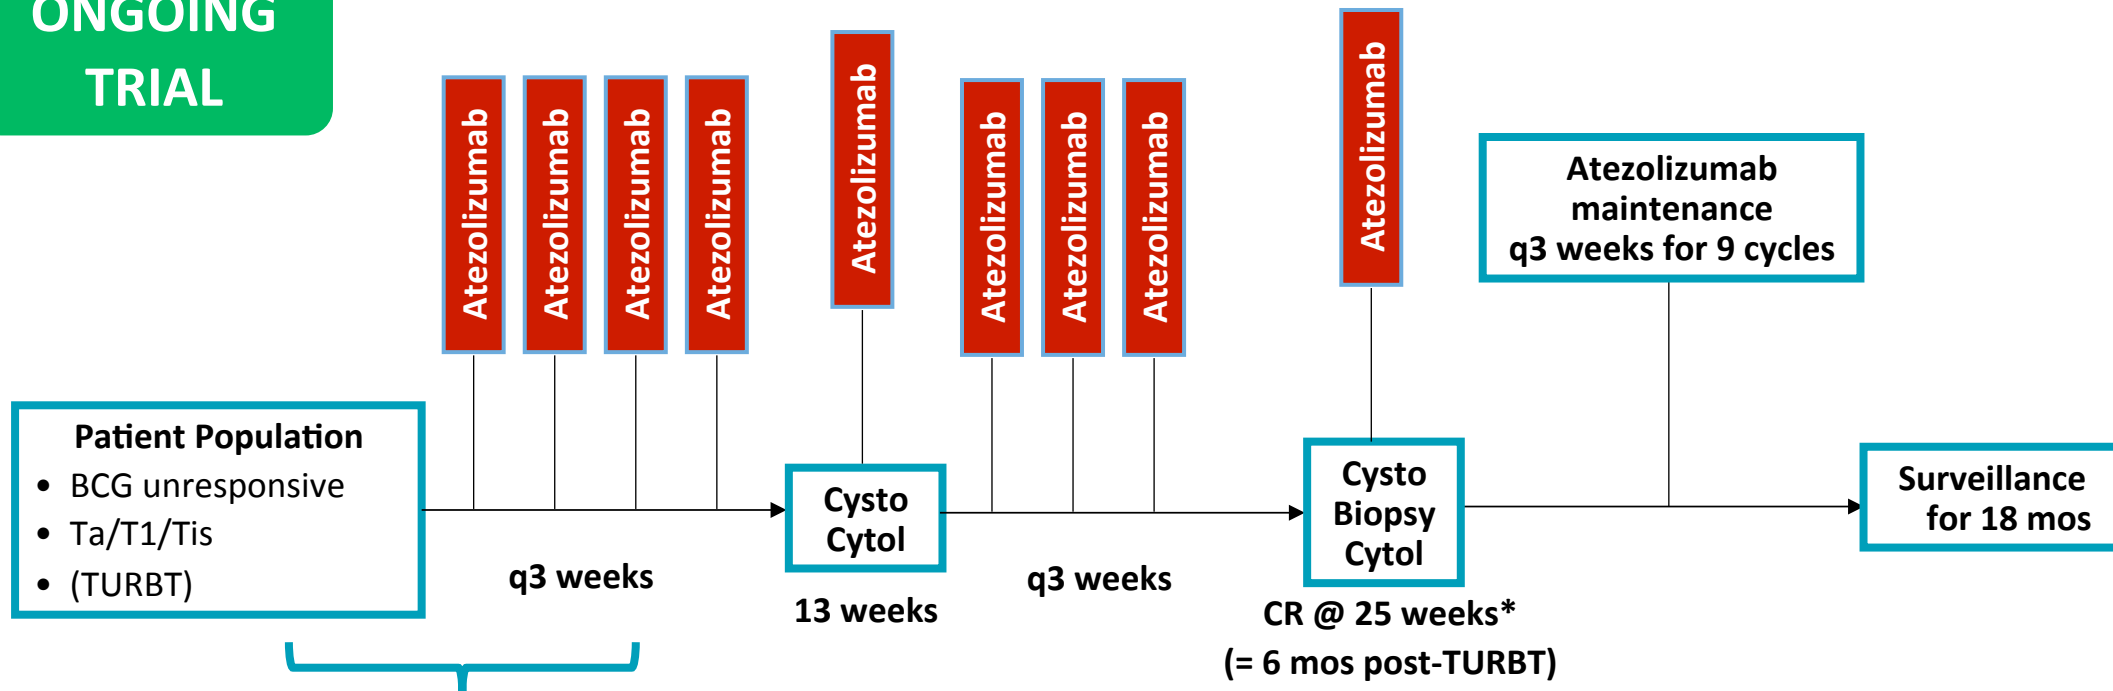 ONGOING
TRIAL
Atezolizumab
Atezolizumab
Atezolizumab
Atezolizumab
Atezolizumab
Atezolizumab
Atezolizumab
Atezolizumab
Atezolizumab
Atezolizumab
maintenance
q3 weeks for 9 cycles
Patient Population
• BCG unresponsive
• Ta/T1/Tis
• (TURBT)
q3 weeks
Cysto
Cytol
13 weeks
q3 weeks
Cysto
Biopsy
Cytol
CR @ 25 weeks*
(= 6 mos post-TURBT)
Surveillance
for 18 mos